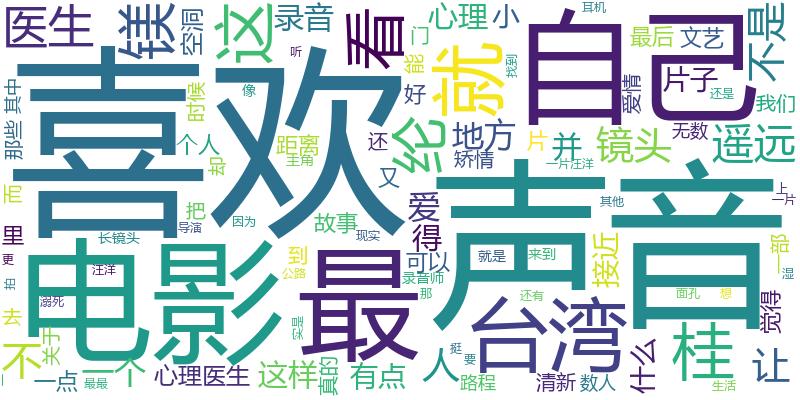 医生
镁
空洞
这
录音
看
听
门
能
心理
小
耳机
最后
文艺
不是
那些
其中
时候
喜欢
像
好
就
找到
自己
爱情
片子
还是
我们
个人
却
距离
主角
还
矫情
纶
地方
片
并
镜头
无数
遥远
而
把
因为
又
爱
一片汪洋
其他
上
一片
里
长镜头
导演
故事
现实
得
就是
来到
声音
接近
一部
湿
更
汪洋
电影
到
公路
最
可以
录音师
那
还有
台湾
面孔
想
觉得
拍
溺死
去
关于
实是
不
一点
最最
一个
心理医生
这样
真的
有点
人
挺
要
路程
清新
数人
什么
桂
生活
让
一